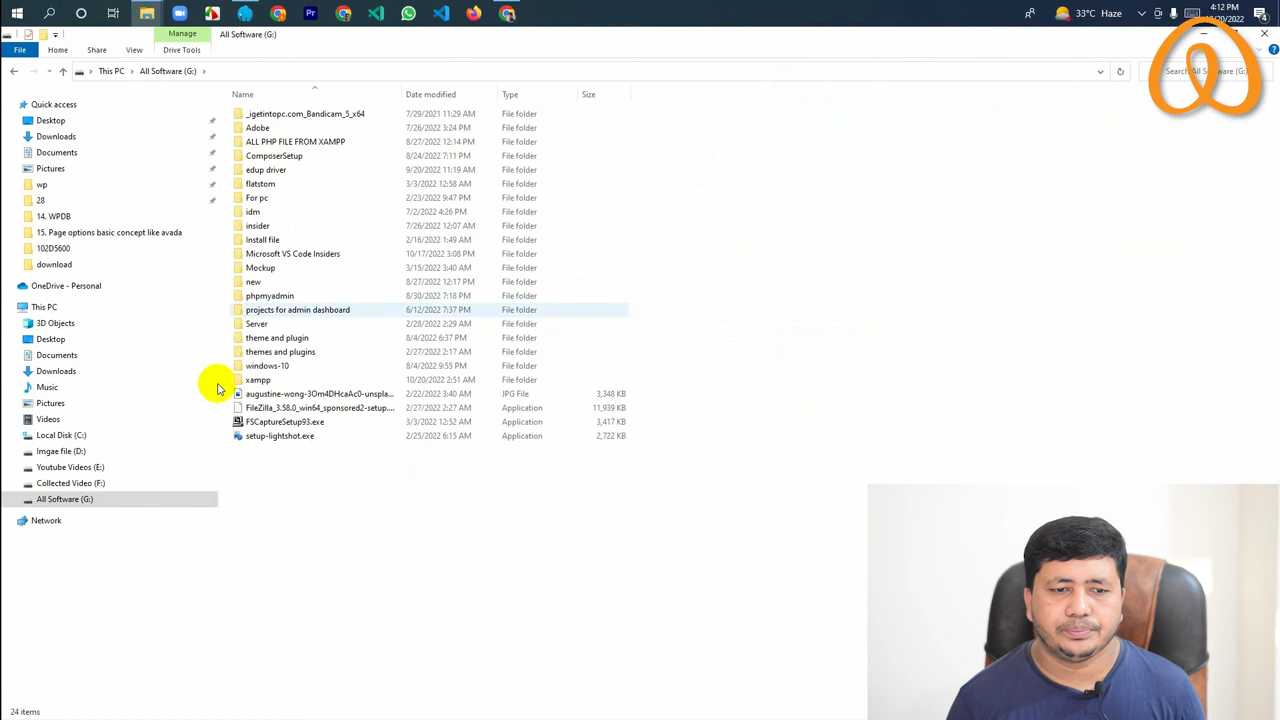 33°C Haze
4:12 PM
10/20/2022
4
Manage
All Software (G:)
File
Home
Share
View
Drive Tools
This PC
All Software (G:)
Search All Software (G:)
Name
Date modified
Type
Size
Quick access
Desktop
Downloads
Documents
Pictures
wp
28
14. WPDB
15. Page options basic concept like avada
102D5600
download
OneDrive - Personal
This PC
3D Objects
Desktop
Documents
Downloads
Music
Pictures
Videos
Local Disk (C:)
Imgae file (D:)
Youtube Videos (E:)
Collected Video (F:)
All Software (G:)
Network
_igetintopc.com_Bandicam_5_x64 7/29/2021 11:29 AM File folder
Adobe 7/26/2022 3:24 PM File folder
ALL PHP FILE FROM XAMPP 8/27/2022 12:14 PM File folder
ComposerSetup 8/24/2022 7:11 PM File folder
edup driver 9/20/2022 11:19 AM File folder
flatstom 3/3/2022 12:58 AM File folder
For pc 2/23/2022 9:47 PM File folder
idm 7/2/2022 4:26 PM File folder
insider 7/26/2022 12:07 AM File folder
Install file 2/16/2022 1:49 AM File folder
Microsoft VS Code Insiders 10/17/2022 3:08 PM File folder
Mockup 3/15/2022 3:40 AM File folder
new 8/27/2022 12:17 PM File folder
phpmyadmin 8/30/2022 7:18 PM File folder
projects for admin dashboard 6/12/2022 7:37 PM File folder
Server 2/28/2022 2:29 AM File folder
theme and plugin 8/4/2022 6:37 PM File folder
themes and plugins 2/27/2022 2:17 AM File folder
windows-10 8/4/2022 9:55 PM File folder
xampp 10/20/2022 2:51 AM File folder
augustine-wong-3Om4DHcaAc0-unspla... 2/22/2022 3:40 AM JPG File 3,348 KB
FileZilla_3.58.0_win64_sponsored2-setup.... 2/27/2022 2:27 AM Application 11,939 KB
FSCaptureSetup93.exe 3/3/2022 12:52 AM Application 3,417 KB
setup-lightshot.exe 2/25/2022 6:15 AM Application 2,722 KB
24 items